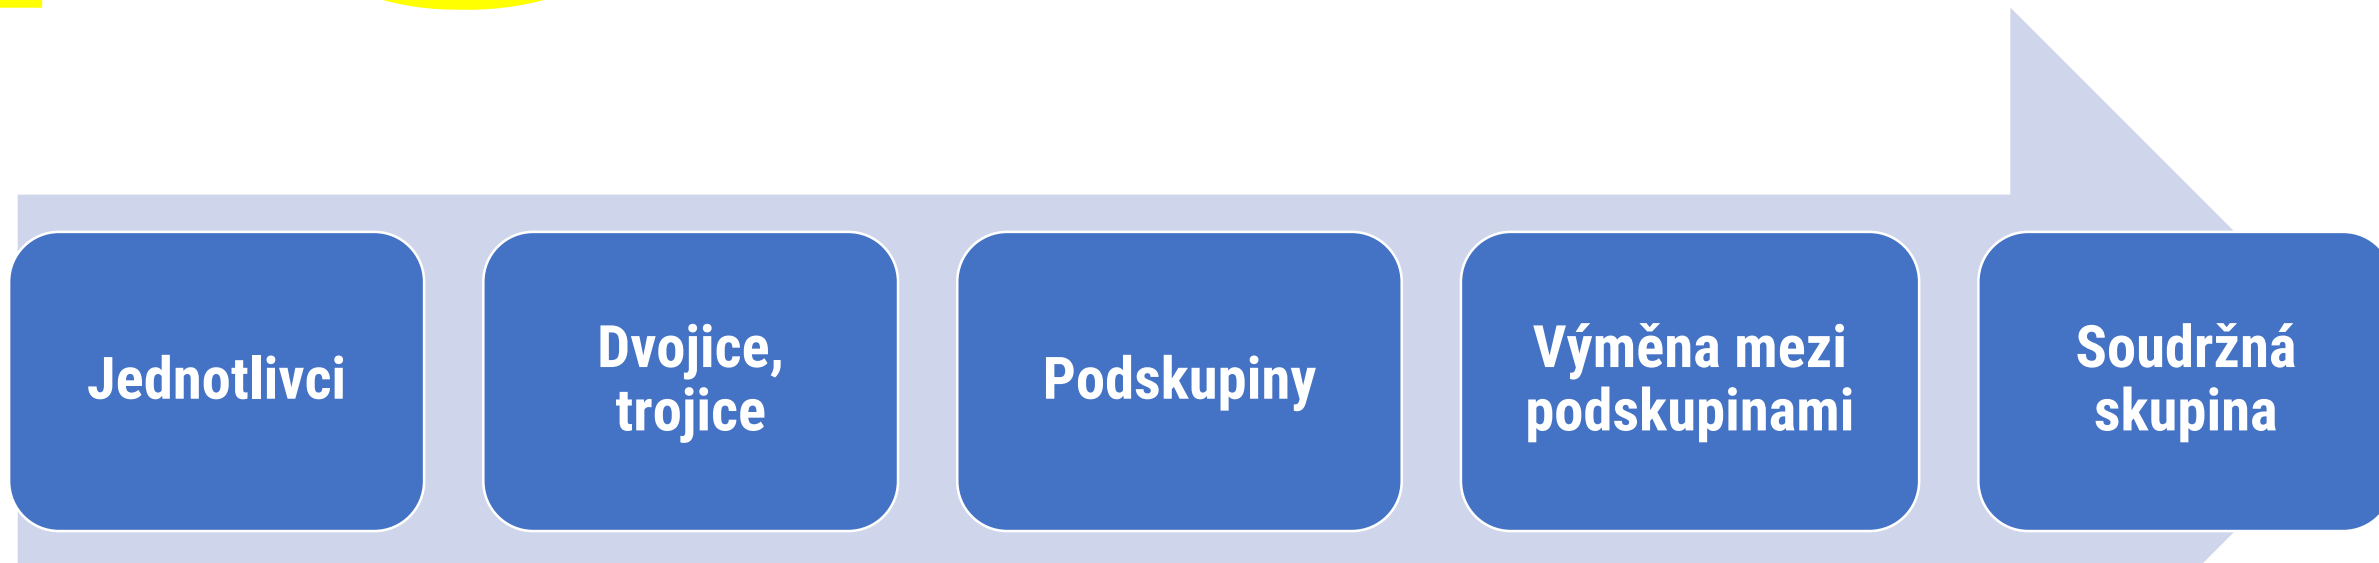 Jednotlivci
Dvojice,
trojice
Podskupiny
Výměna mezi
podskupinami
Soudržná
skupina